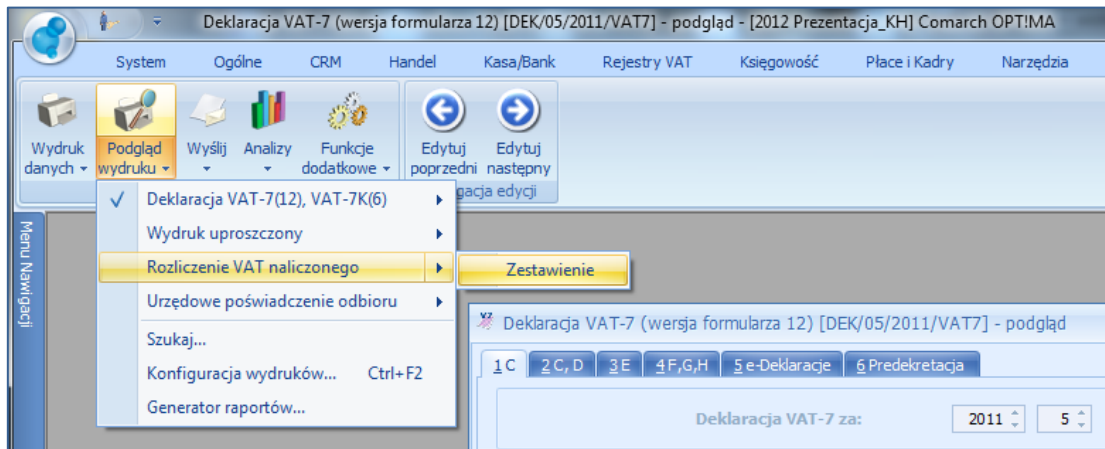 Deklaracja VAT-7 (wersja formularza 12) [DEK/05/2011/VAT7] - podgląd - [2012 Prezentacja_KH] Comarch OPT!MA
System Ogólne CRM Handel Kasa/Bank Rejestry VAT Księgowość Płace i Kadry Narzędzia
Wydruk danych
Podgląd wydruku
Wyślij
Analizy
Funkcje dodatkowe
Edytuj poprzedni
Edytuj następny
gacja edycji
Menu Nawigacji
Deklaracja VAT-7(12), VAT-7K(6)
Wydruk uproszczony
Rozliczenie VAT naliczonego
Zestawienie
Urzędowe poświadczenie odbioru
Szukaj...
Konfiguracja wydruków... Ctrl+F2
Generator raportów...
Deklaracja VAT-7 (wersja formularza 12) [DEK/05/2011/VAT7] - podgląd
1 C 2 C, D 3 E 4 F,G,H 5 e-Deklaracje 6 Predekretacja
Deklaracja VAT-7 za: 2011 5